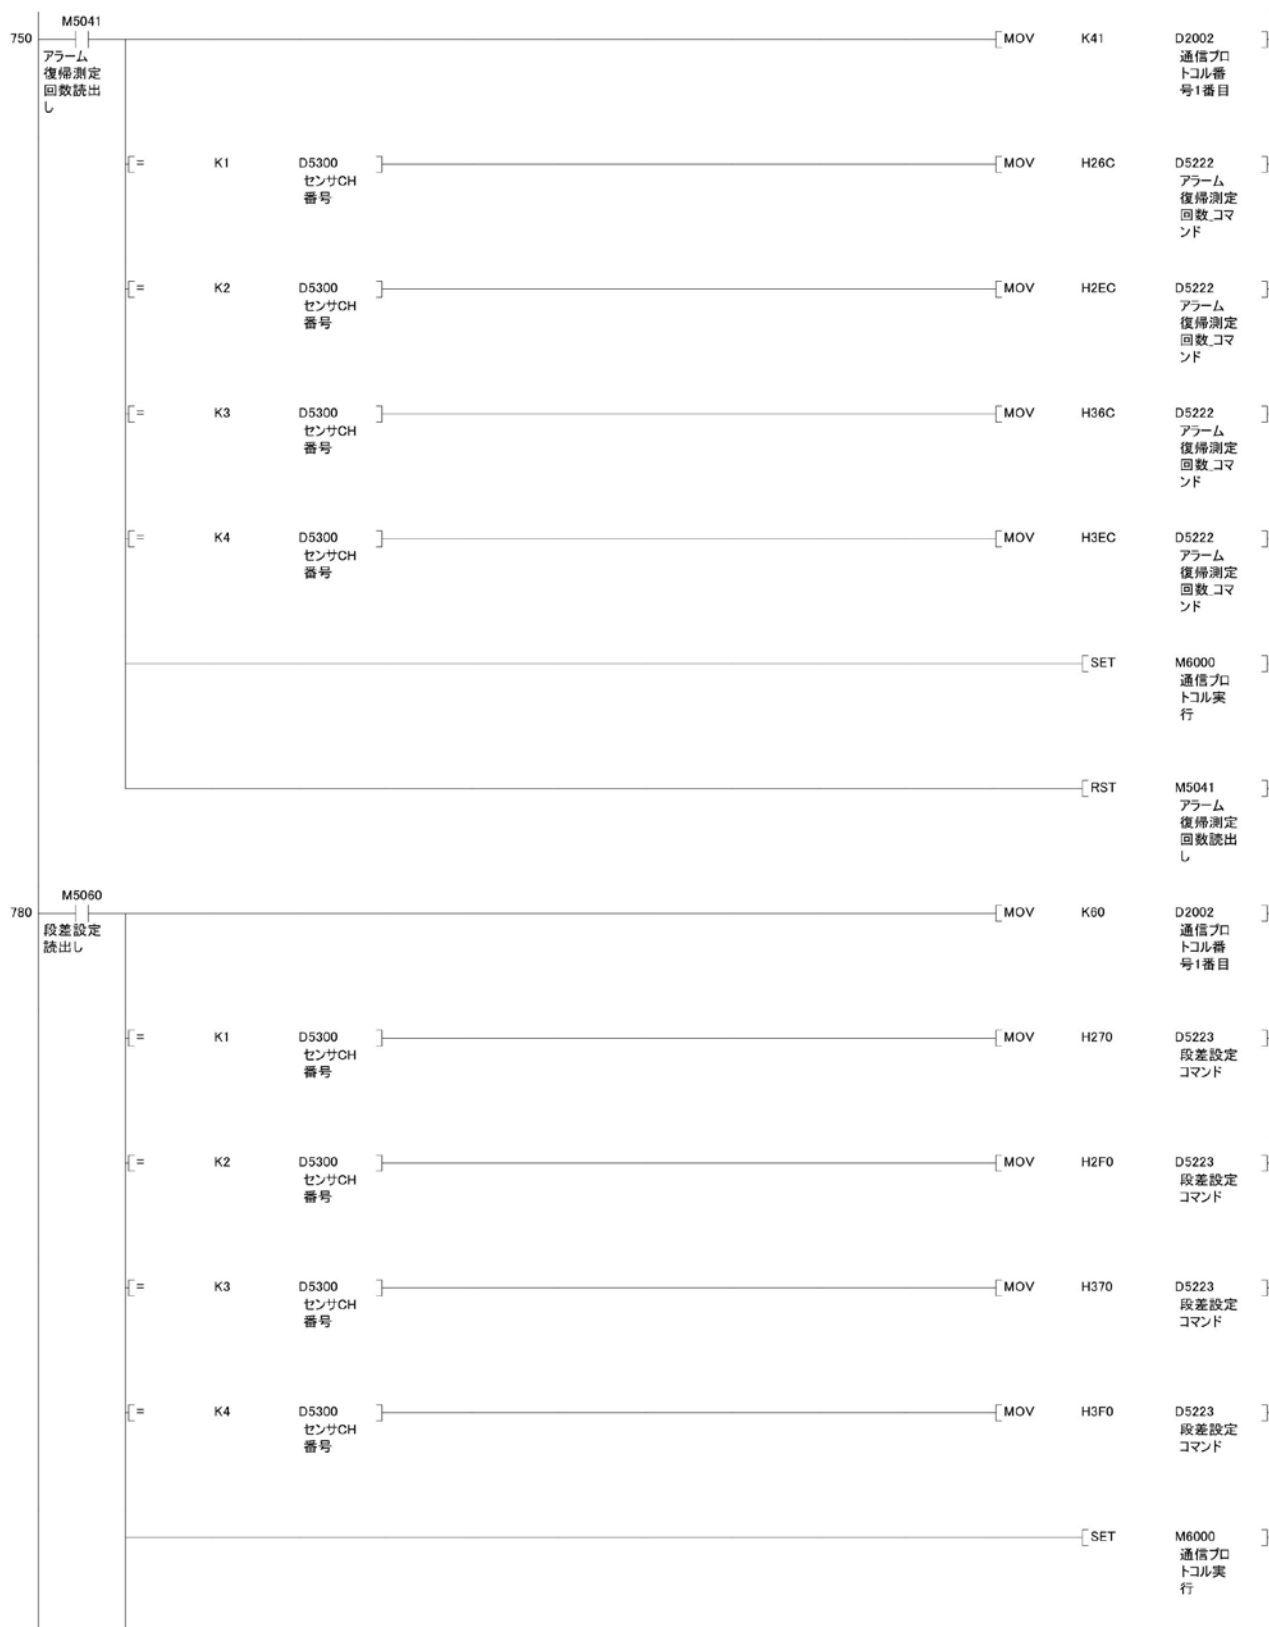 M5041
750 [MOV K41 D2002 ]
アラーム
復帰測定
回数読出
し
通信プロ
トコル番
号1番目
[= K1 D5300 ] [MOV H26C D5222 ]
センサCH
番号
アラーム
復帰測定
回数_コマ
ンド
[= K2 D5300 ] [MOV H2EC D5222 ]
センサCH
番号
アラーム
復帰測定
回数_コマ
ンド
[= K3 D5300 ] [MOV H36C D5222 ]
センサCH
番号
アラーム
復帰測定
回数_コマ
ンド
[= K4 D5300 ] [MOV H3EC D5222 ]
センサCH
番号
アラーム
復帰測定
回数_コマ
ンド
[SET M6000 ]
通信プロ
トコル実
行
[RST M5041 ]
アラーム
復帰測定
回数読出
し
M5060
780 [MOV K60 D2002 ]
段差設定
読出し
通信プロ
トコル番
号1番目
[= K1 D5300 ] [MOV H270 D5223 ]
センサCH
番号
段差設定
コマンド
[= K2 D5300 ] [MOV H2F0 D5223 ]
センサCH
番号
段差設定
コマンド
[= K3 D5300 ] [MOV H370 D5223 ]
センサCH
番号
段差設定
コマンド
[= K4 D5300 ] [MOV H3F0 D5223 ]
センサCH
番号
段差設定
コマンド
[SET M6000 ]
通信プロ
トコル実
行